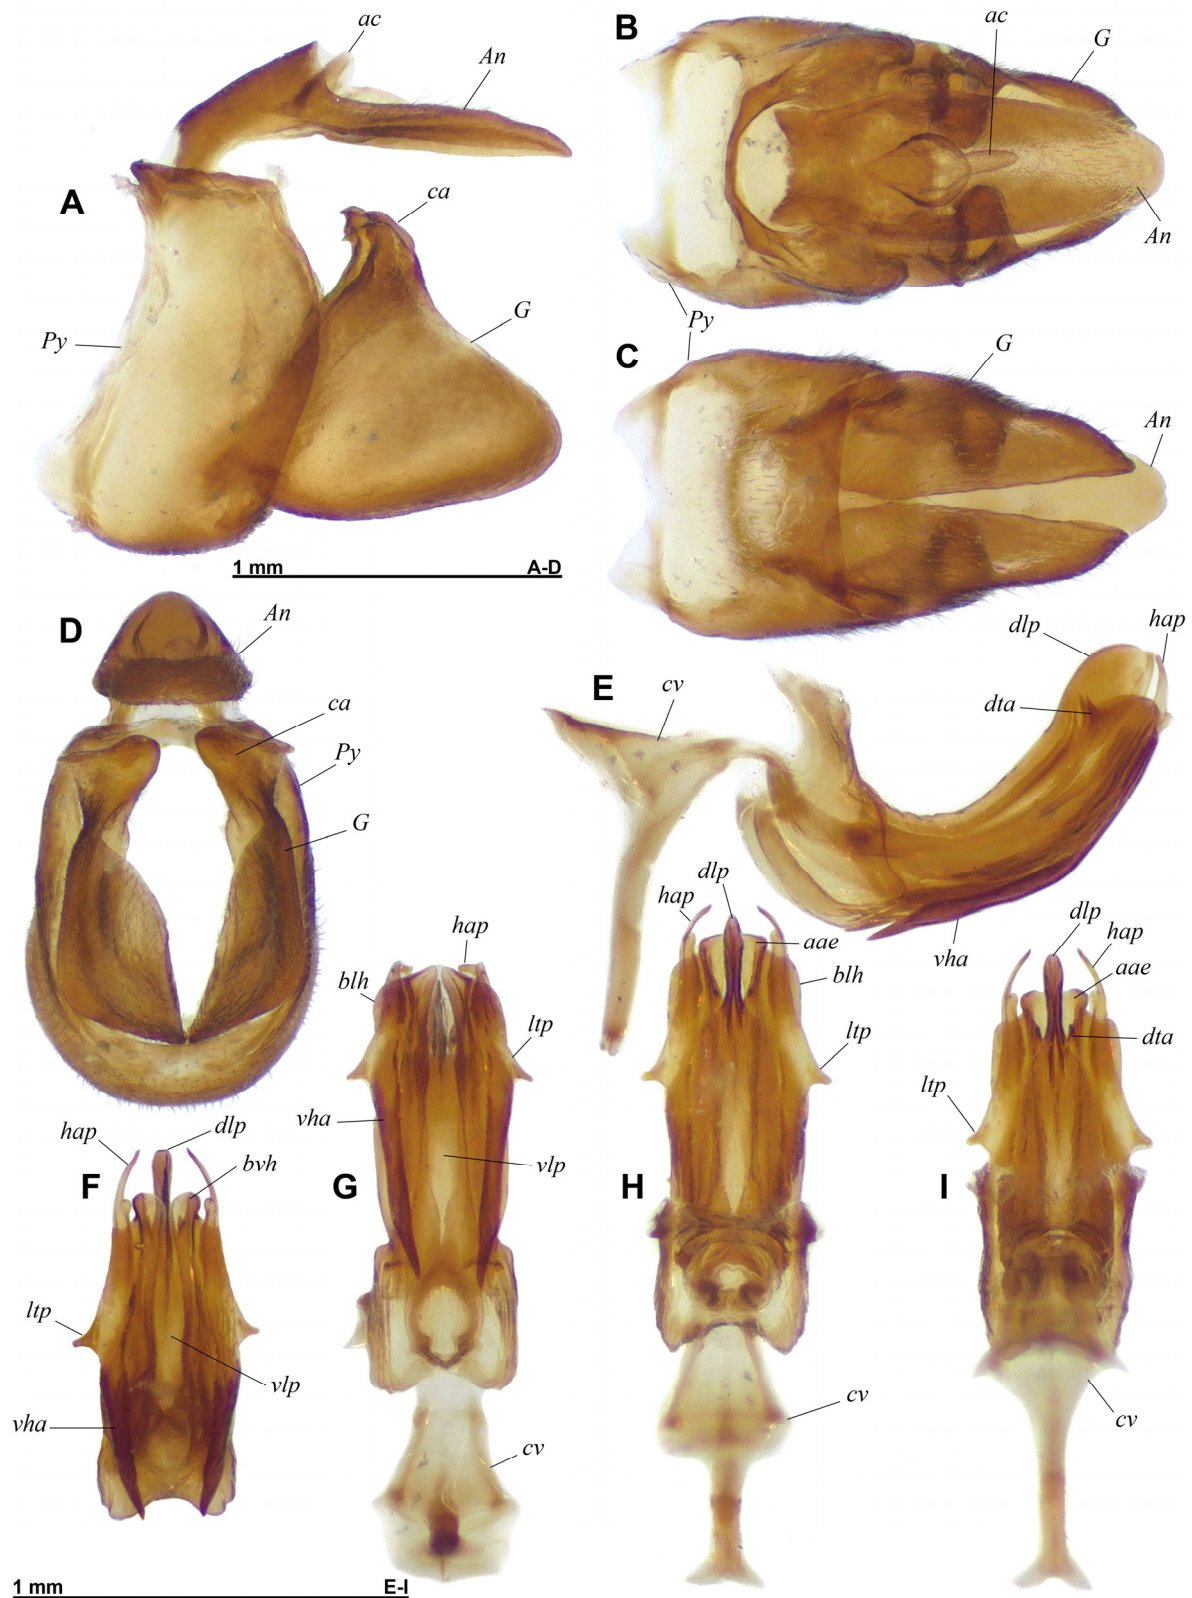 A
ac
An
ca
G
Py
1 mm A-D
B
ac
G
An
Py
C
G
An
D
An
ca
Py
G
E
cv
dlp
hap
dta
vha
F
hap
dlp
bvh
ltp
vlp
vha
G
hap
blh
ltp
vha
vlp
cv
H
dlp
hap
aae
blh
ltp
cv
I
dlp
hap
aae
dta
ltp
cv
1 mm E-I